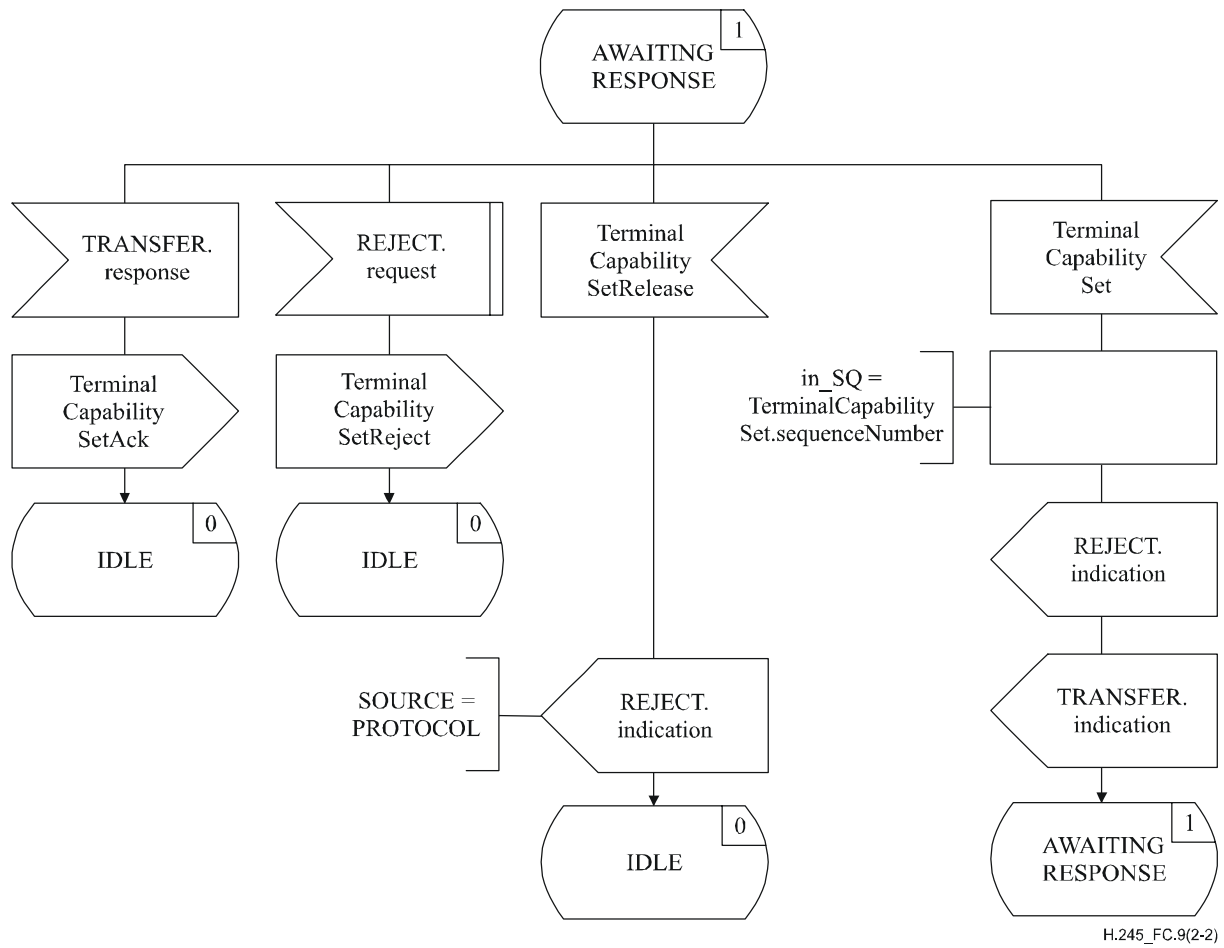 1
AWAITING
RESPONSE
TRANSFER.
response
REJECT.
request
Terminal
Capability
SetRelease
Terminal
Capability
Set
Terminal
Capability
SetAck
Terminal
Capability
SetReject
in_SQ =
TerminalCapability
Set.sequenceNumber
0
IDLE
0
IDLE
REJECT.
indication
SOURCE =
PROTOCOL
REJECT.
indication
TRANSFER.
indication
0
IDLE
1
AWAITING
RESPONSE
H.245_FC.9(2-2)